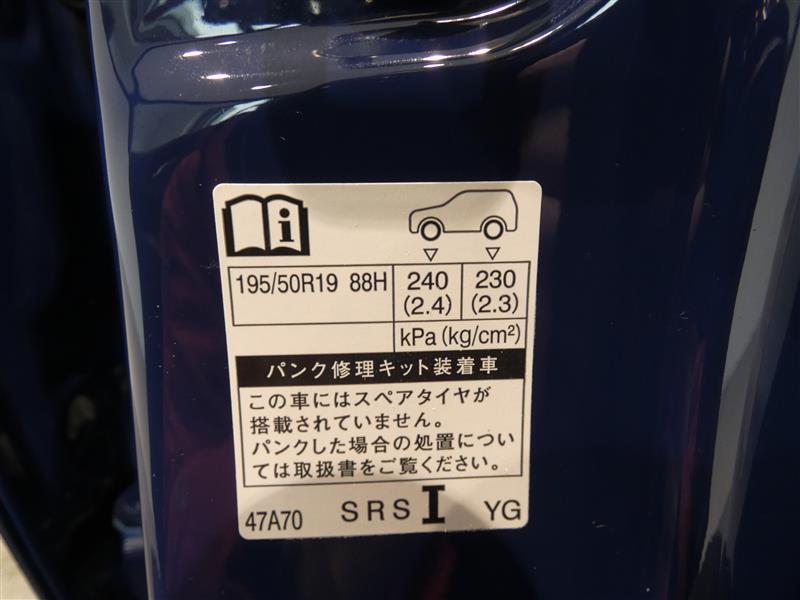 i
195/50R19 88H 240 (2.4) 230 (2.3)
kPa (kg/cm²)
パンク修理キット装着車
この車にはスペアタイヤが
搭載されていません。
パンクした場合の処置につい
ては取扱書をご覧ください。
47A70 SRS I YG